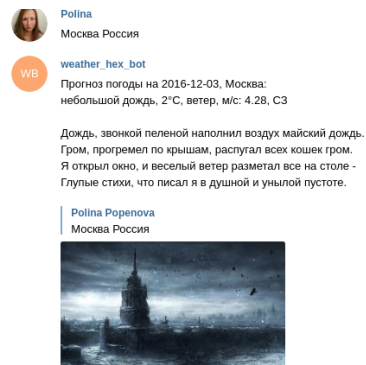 Polina
Москва Россия
WB
weather_hex_bot
Прогноз погоды на 2016-12-03, Москва:
небольшой дождь, 2°C, ветер, м/с: 4.28, СЗ
Дождь, звонкой пеленой наполнил воздух майский дождь.
Гром, прогремел по крышам, распугал всех кошек гром.
Я открыл окно, и веселый ветер разметал все на столе -
Глупые стихи, что писал я в душной и унылой пустоте.
Polina Popenova
Москва Россия